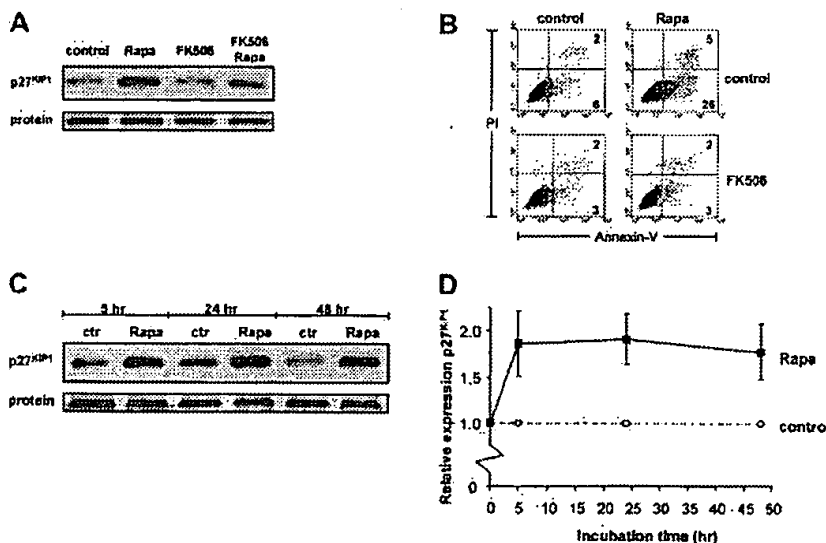 A
control Rapa FK506 FK506 Rapa
p27KIP1
protein
B
control Rapa
2 5
control
6 26
PI
2 2
FK506
3 3
Annexin-V
C
5 hr 24 hr 48 hr
ctr Rapa ctr Rapa ctr Rapa
p27KIP1
protein
D
Relative expression p27KIP1
2.0
1.5
1.0
0
Rapa
control
0 5 10 15 20 25 30 35 40 45 50
Incubation time (hr)